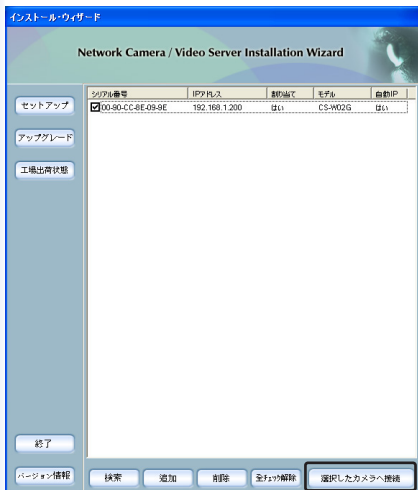 インストール・ウィザード
Network Camera / Video Server Installation Wizard
シリアル番号 IPアドレス 割り当て モデル 自動IP
00-90-CC-8E-09-9E 192.168.1.200 はい CS-W02G はい
セットアップ
アップグレード
工場出荷状態
終了
バージョン情報
検索 追加 削除 全チェック解除 選択したカメラへ接続